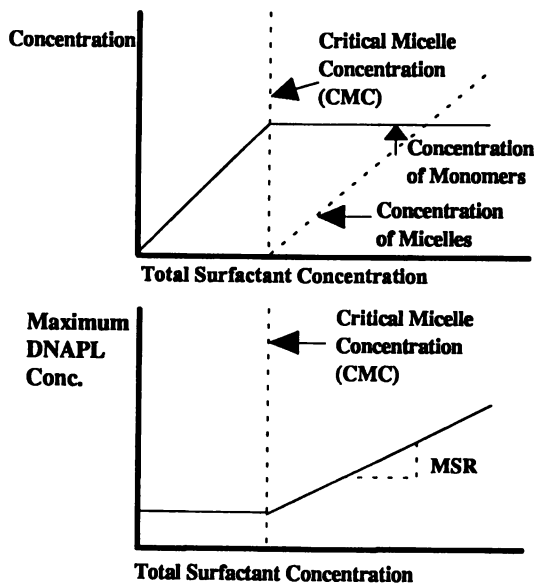 Concentration
Critical Micelle
Concentration
(CMC)
Concentration
of Monomers
Concentration
of Micelles
Total Surfactant Concentration
Maximum
DNAPL
Conc.
Critical Micelle
Concentration
(CMC)
MSR
Total Surfactant Concentration